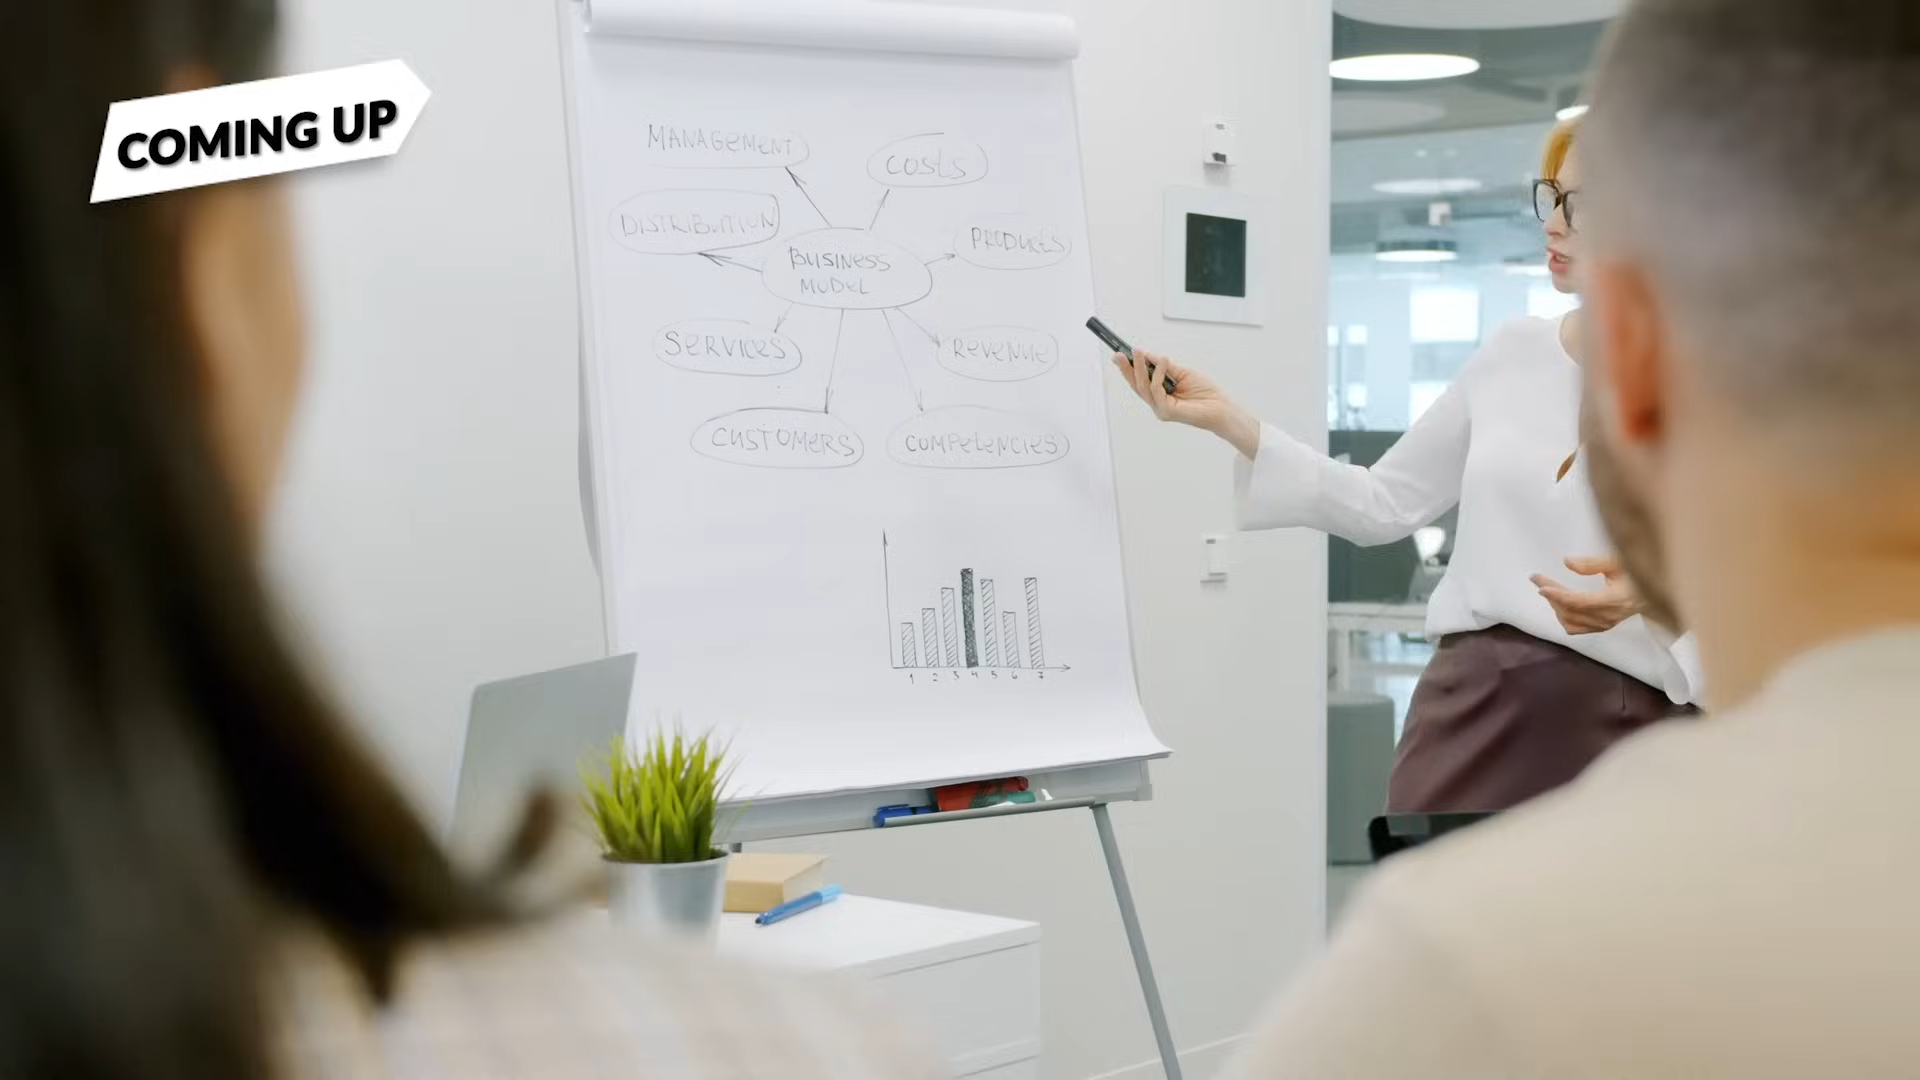 COMING UP
MANAGEMENT
COSTS
DISTRIBUTION
PRODUCTS
BUSINESS
MODEL
SERVICES
REVENUE
CUSTOMERS
COMPETENCIES
1 2 3 4 5 6 7